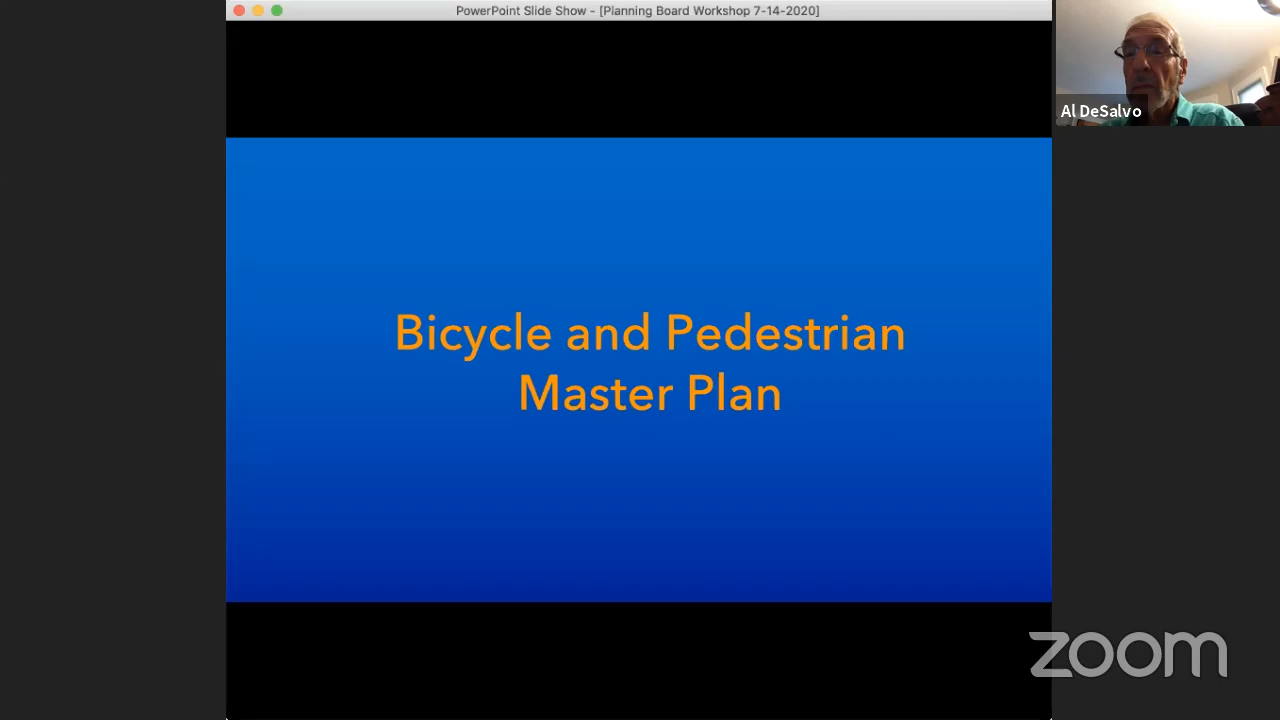 PowerPoint Slide Show - [Planning Board Workshop 7-14-2020]
Al DeSalvo
Bicycle and Pedestrian
Master Plan
zoom